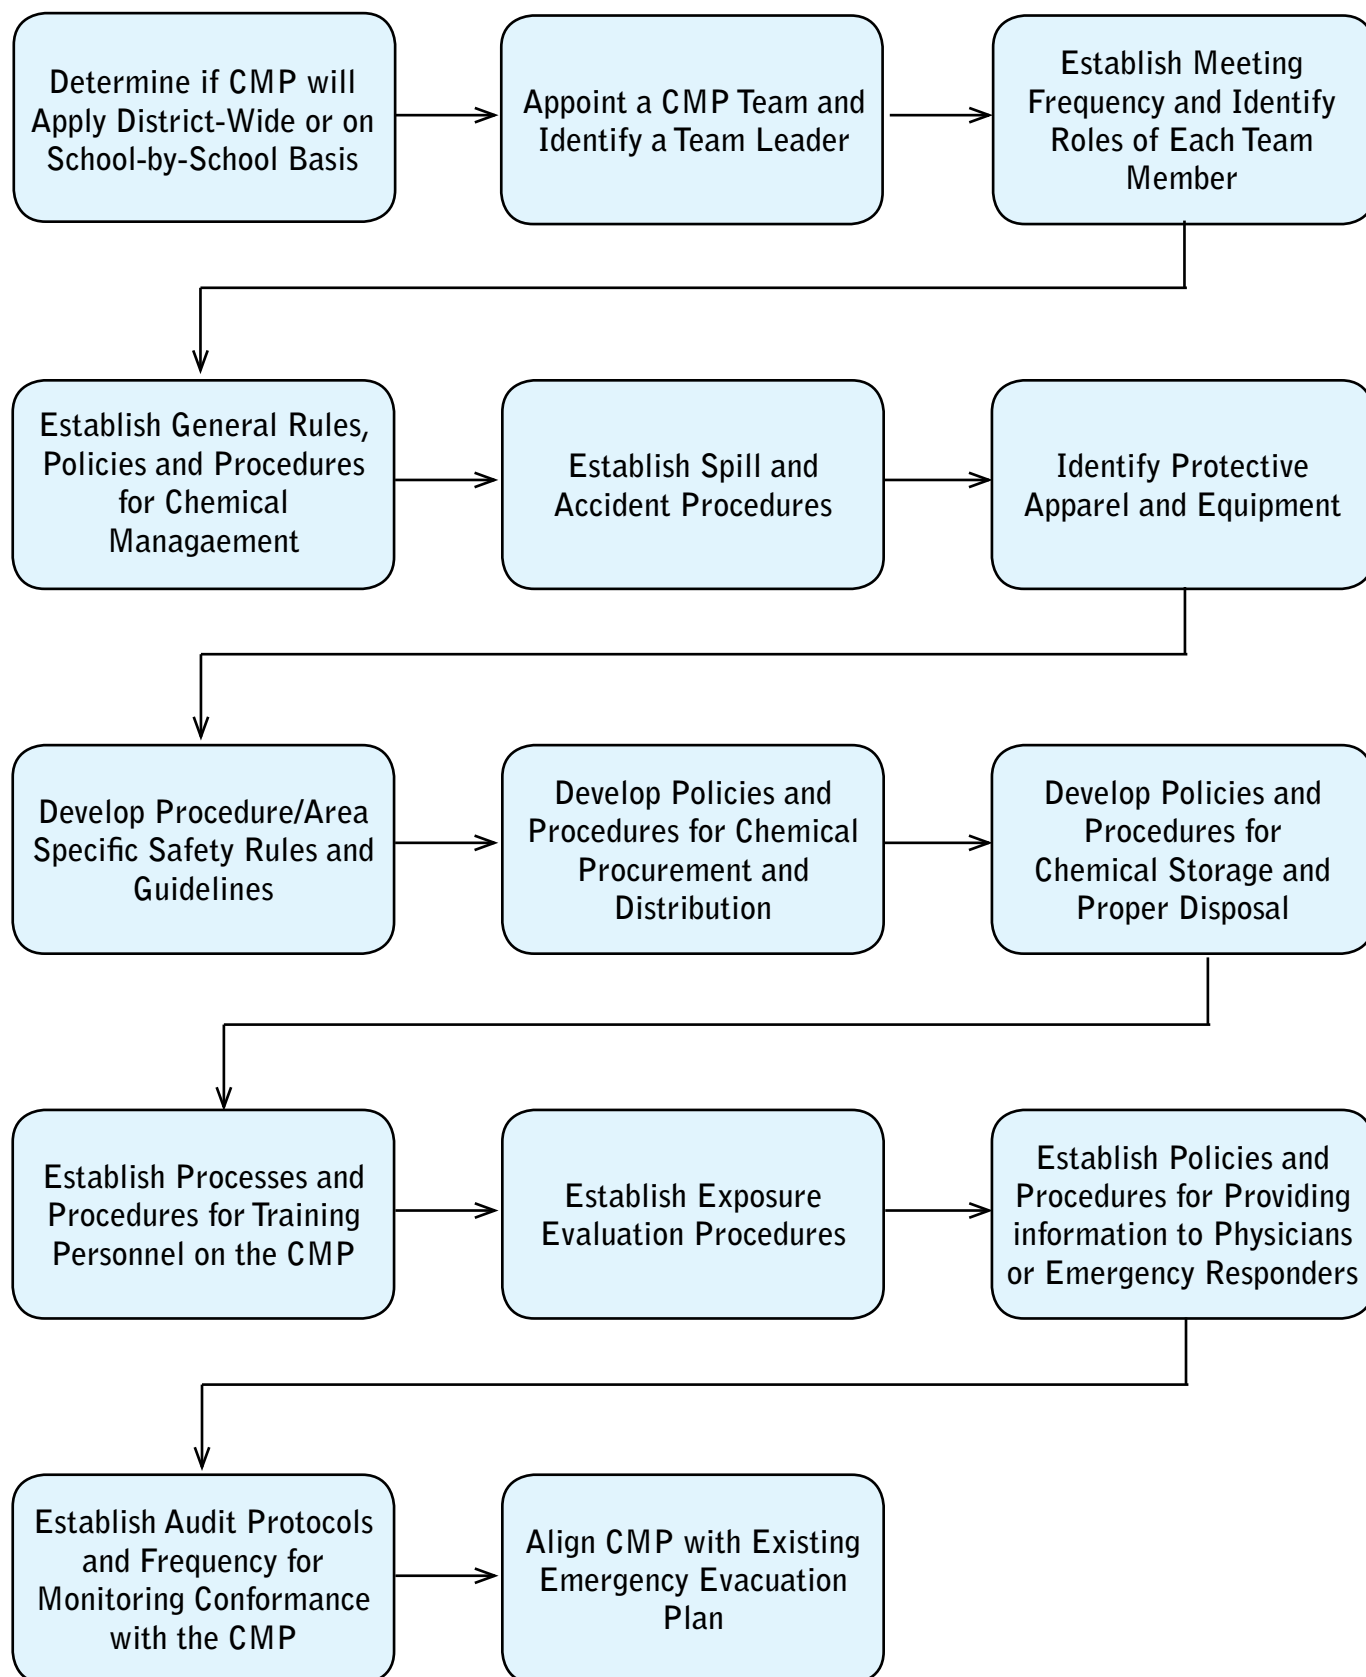 Determine if CMP will
Apply District-Wide or on
School-by-School Basis
Appoint a CMP Team and
Identify a Team Leader
Establish Meeting
Frequency and Identify
Roles of Each Team
Member
Establish General Rules,
Policies and Procedures
for Chemical
Managaement
Establish Spill and
Accident Procedures
Identify Protective
Apparel and Equipment
Develop Procedure/Area
Specific Safety Rules and
Guidelines
Develop Policies and
Procedures for Chemical
Procurement and
Distribution
Develop Policies and
Procedures for
Chemical Storage and
Proper Disposal
Establish Processes and
Procedures for Training
Personnel on the CMP
Establish Exposure
Evaluation Procedures
Establish Policies and
Procedures for Providing
information to Physicians
or Emergency Responders
Establish Audit Protocols
and Frequency for
Monitoring Conformance
with the CMP
Align CMP with Existing
Emergency Evacuation
Plan